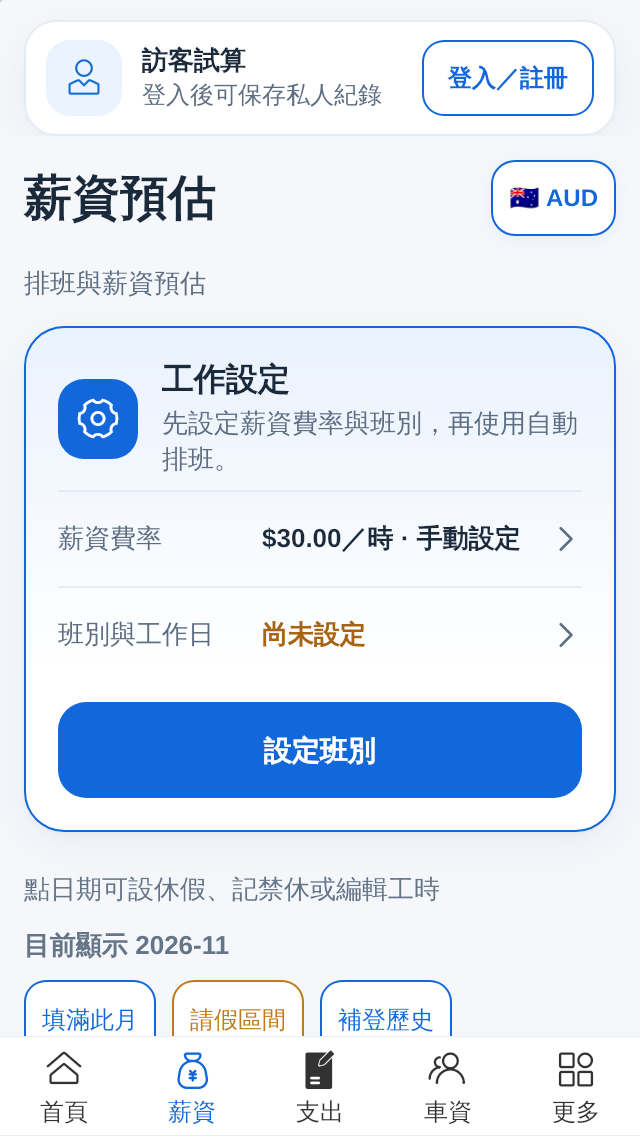 訪客試算
登入後可保存私人紀錄
登入／註冊
薪資預估
AUD
排班與薪資預估
工作設定
先設定薪資費率與班別，再使用自動
排班。
薪資費率
$30.00／時 · 手動設定
班別與工作日
尚未設定
設定班別
點日期可設休假、記禁休或編輯工時
目前顯示 2026-11
填滿此月
請假區間
補登歷史
首頁
薪資
支出
車資
更多